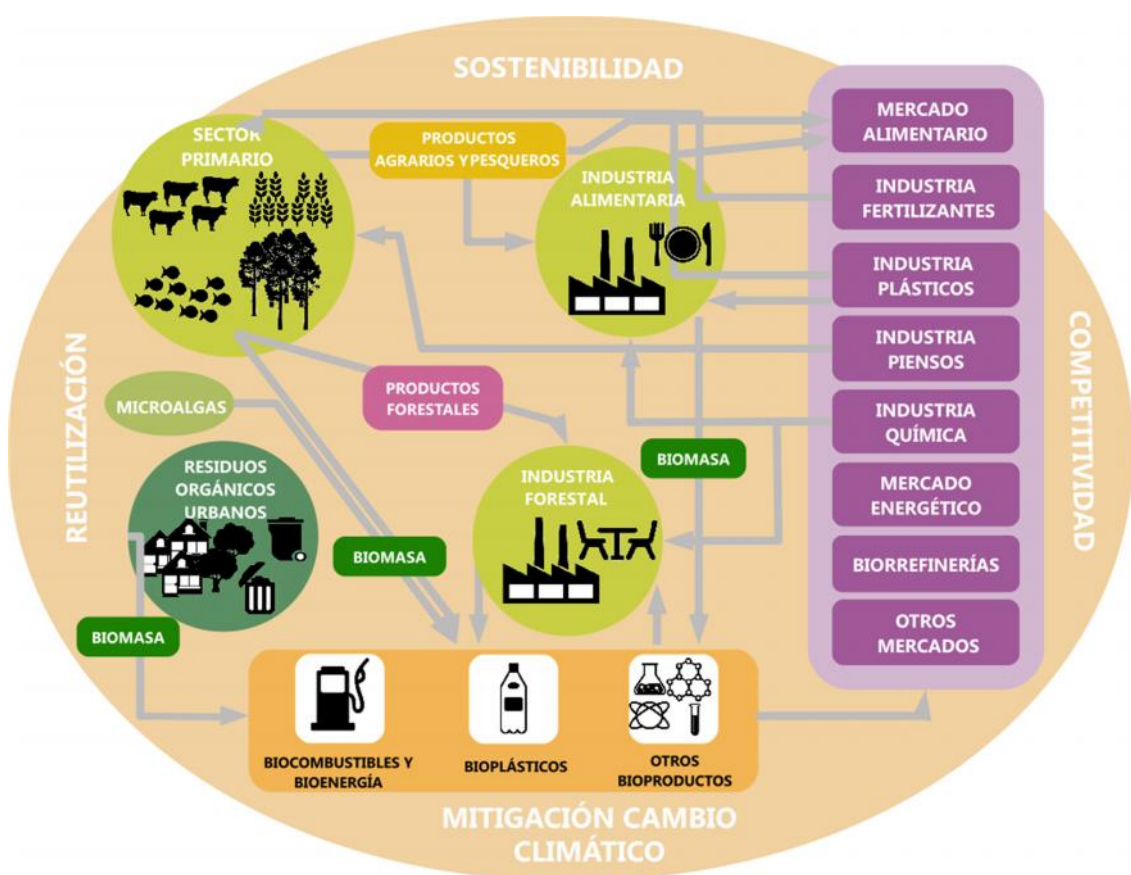 SOSTENIBILIDAD
SECTOR
PRIMARIO
PRODUCTOS
AGRARIOS Y PESQUEROS
INDUSTRIA
ALIMENTARIA
MERCADO
ALIMENTARIO
INDUSTRIA
FERTILIZANTES
INDUSTRIA
PLÁSTICOS
INDUSTRIA
PIENSOS
INDUSTRIA
QUÍMICA
MERCADO
ENERGÉTICO
BIORREFINERÍAS
OTROS
MERCADOS
COMPETITIVIDAD
REUTILIZACIÓN
MICROALGAS
PRODUCTOS
FORESTALES
RESIDUOS
ORGÁNICOS
URBANOS
INDUSTRIA
FORESTAL
BIOMASA
BIOMASA
BIOMASA
BIOCOMBUSTIBLES Y
BIOENERGÍA
BIOPLÁSTICOS
OTROS
BIOPRODUCTOS
MITIGACIÓN CAMBIO
CLIMÁTICO